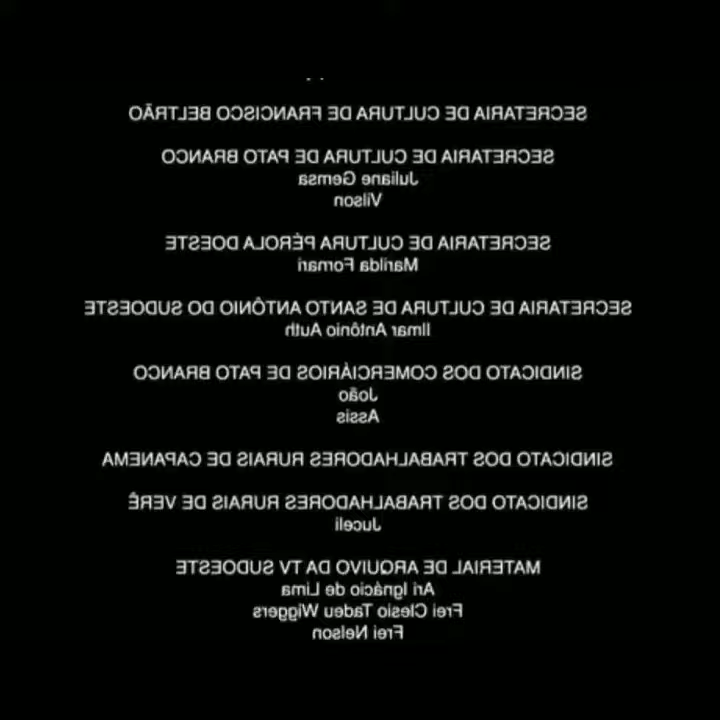 SECRETARIA DE CULTURA DE FRANCISCO BELTRÃO
SECRETARIA DE CULTURA DE PATO BRANCO
Juliane Gemsa
Vilson
SECRETARIA DE CULTURA PÉROLA DOESTE
Marilda Fornari
SECRETARIA DE CULTURA DE SANTO ANTÔNIO DO SUDOESTE
Ilmar Antônio Auth
SINDICATO DOS COMERCIÁRIOS DE PATO BRANCO
João
Assis
SINDICATO DOS TRABALHADORES RURAIS DE CAPANEMA
SINDICATO DOS TRABALHADORES RURAIS DE VERÊ
Juceli
MATERIAL DE ARQUIVO DA TV SUDOESTE
Ari Ignácio de Lima
Frei Clesio Tadeu Wiggers
Frei Nelson